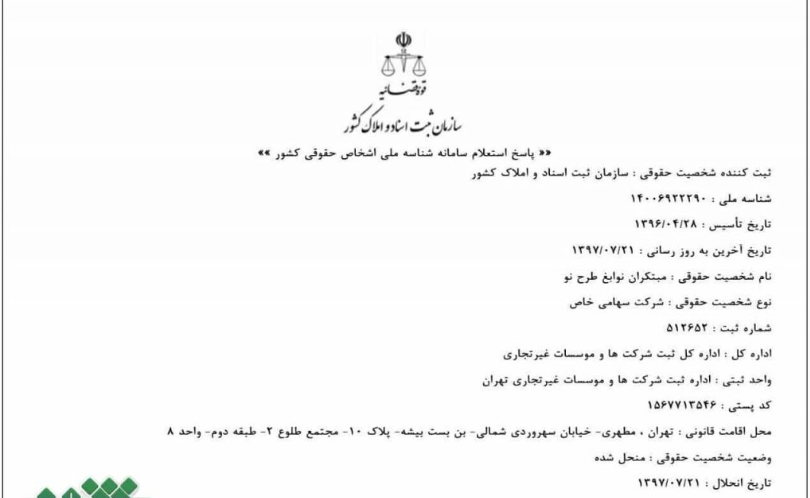 قوه قضائیه
سازمان ثبت اسناد و املاک کشور
«« پاسخ استعلام سامانه شناسه ملی اشخاص حقوقی کشور »»
ثبت کننده شخصیت حقوقی : سازمان ثبت اسناد و املاک کشور
شناسه ملی : ۱۴۰۰۶۹۲۲۲۹۰
تاریخ تأسیس : ۱۳۹۶/۰۴/۲۸
تاریخ آخرین به روز رسانی : ۱۳۹۷/۰۷/۲۱
نام شخصیت حقوقی : مبتکران نوابغ طرح نو
نوع شخصیت حقوقی : شرکت سهامی خاص
شماره ثبت : ۵۱۲۶۵۲
اداره کل : اداره کل ثبت شرکت ها و موسسات غیرتجاری
واحد ثبتی : اداره ثبت شرکت ها و موسسات غیرتجاری تهران
کد پستی : ۱۵۶۷۷۱۳۵۴۶
محل اقامت قانونی : تهران ، مطهری- خیابان سهروردی شمالی- بن بست بیشه- پلاک ۱۰- مجتمع طلوع ۲- طبقه دوم- واحد ۸
وضعیت شخصیت حقوقی : منحل شده
تاریخ انحلال : ۱۳۹۷/۰۷/۲۱